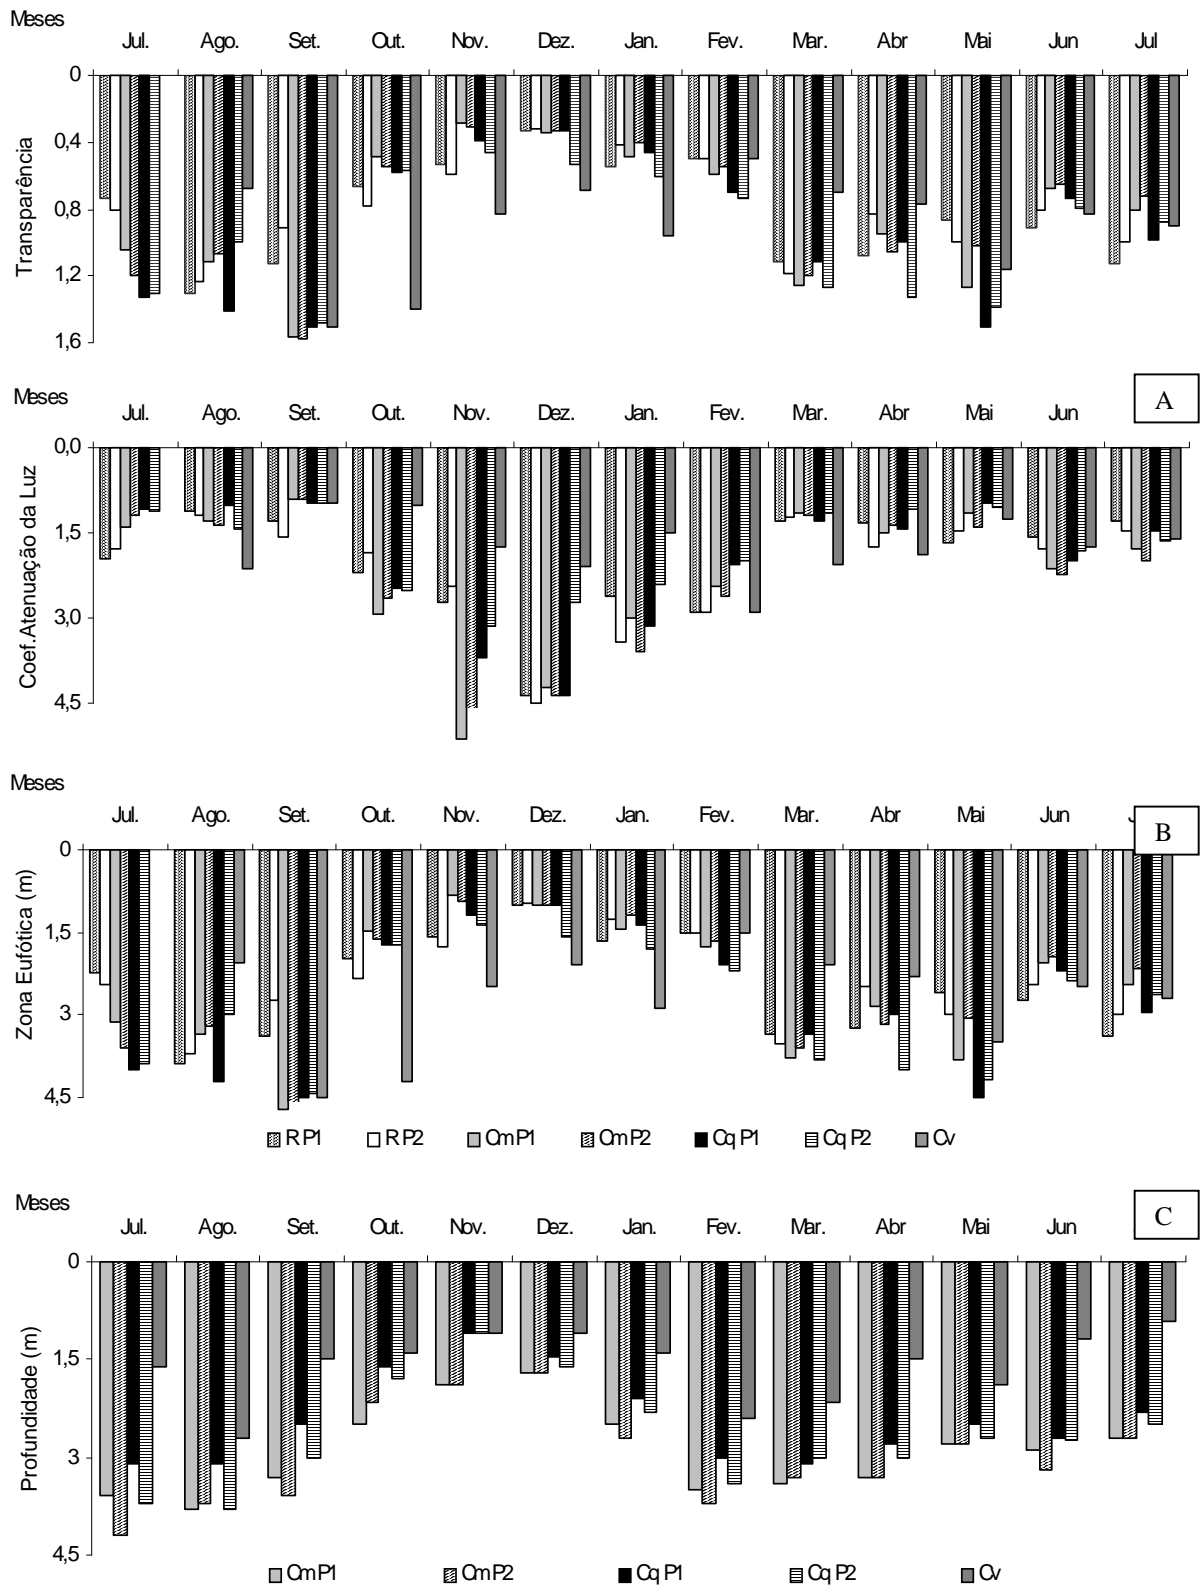 Meses
Jul. Ago. Set. Out. Nov. Dez. Jan. Fev. Mar. Abr Mai Jun Jul
0
0,4
0,8
1,2
1,6
Transparência
A
Meses
Jul. Ago. Set. Out. Nov. Dez. Jan. Fev. Mar. Abr Mai Jun Jul
0,0
1,5
3,0
4,5
Coef.Atenuação da Luz
B
Meses
Jul. Ago. Set. Out. Nov. Dez. Jan. Fev. Mar. Abr Mai Jun J
0
1,5
3
4,5
Zona Eufótica (m)
R P1 R P2 Cm P1 Cm P2 Cq P1 Cq P2 Cv
C
Meses
Jul. Ago. Set. Out. Nov. Dez. Jan. Fev. Mar. Abr Mai Jun
0
1,5
3
4,5
Profundidade (m)
Cm P1 Cm P2 Cq P1 Cq P2 Cv